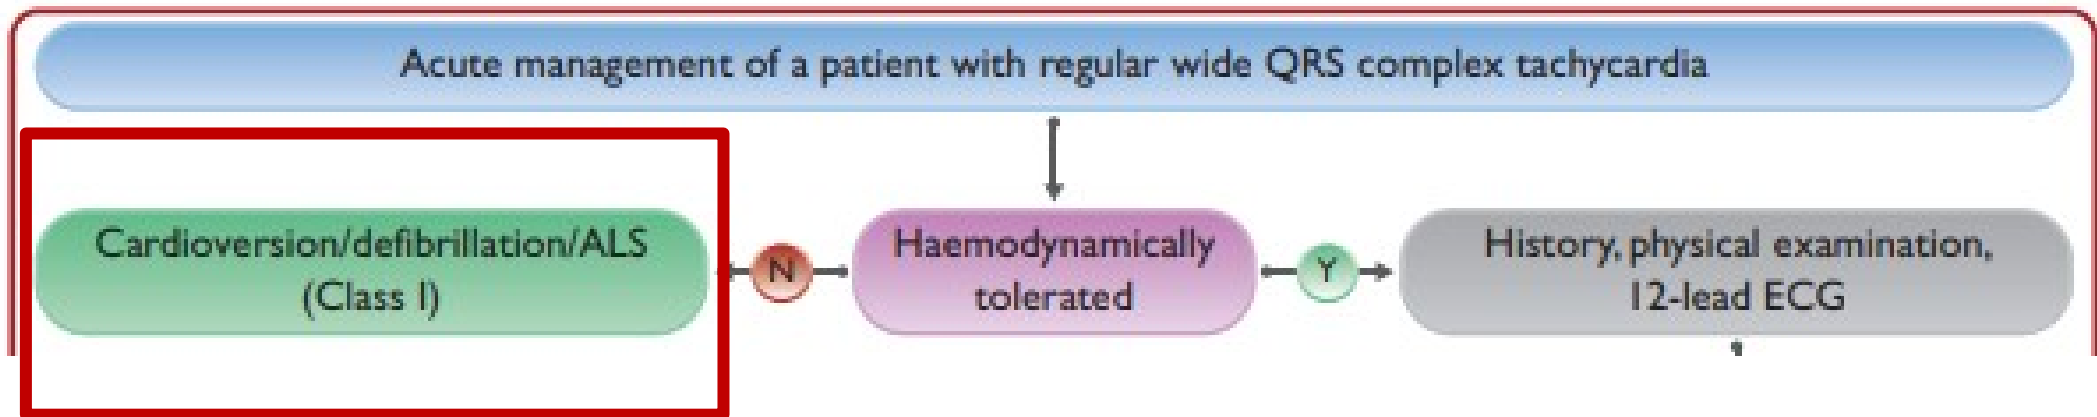 Acute management of a patient with regular wide QRS complex tachycardia
Cardioversion/defibrillation/ALS
(Class I)
N
Haemodynamically
tolerated
Y
History, physical examination,
12-lead ECG